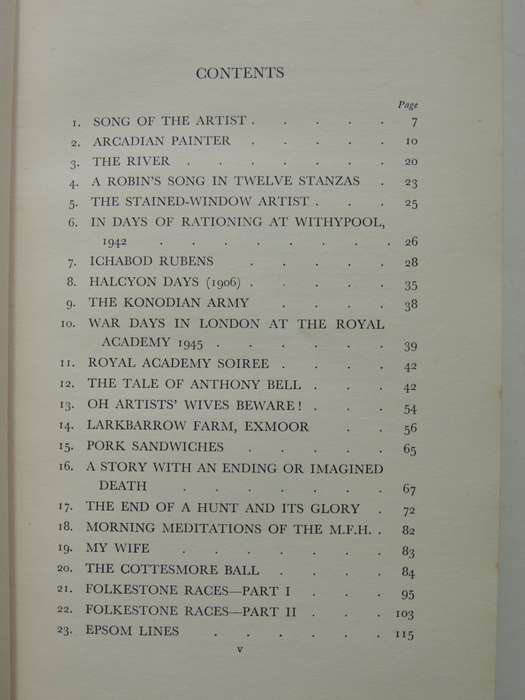 CONTENTS
Page
1. SONG OF THE ARTIST . . . . . 7
2. ARCADIAN PAINTER . . . . . 10
3. THE RIVER . . . . . . . 20
4. A ROBIN'S SONG IN TWELVE STANZAS . 23
5. THE STAINED-WINDOW ARTIST . . . 25
6. IN DAYS OF RATIONING AT WITHYPOOL,
1942 . . . . . . . . 26
7. ICHABOD RUBENS . . . . . 28
8. HALCYON DAYS (1906) . . . . . 35
9. THE KONODIAN ARMY . . . . 38
10. WAR DAYS IN LONDON AT THE ROYAL
ACADEMY 1945 . . . . . . 39
11. ROYAL ACADEMY SOIREE . . . . 42
12. THE TALE OF ANTHONY BELL . . . 42
13. OH ARTISTS' WIVES BEWARE! . . . 54
14. LARKBARROW FARM, EXMOOR . . 56
15. PORK SANDWICHES . . . . . 65
16. A STORY WITH AN ENDING OR IMAGINED
DEATH . . . . . . . 67
17. THE END OF A HUNT AND ITS GLORY . 72
18. MORNING MEDITATIONS OF THE M.F.H. . 82
19. MY WIFE . . . . . . . 83
20. THE COTTESMORE BALL . . . . 84
21. FOLKESTONE RACES—PART I . . . 95
22. FOLKESTONE RACES—PART II . . . 103
23. EPSOM LINES . . . . . . 115
v